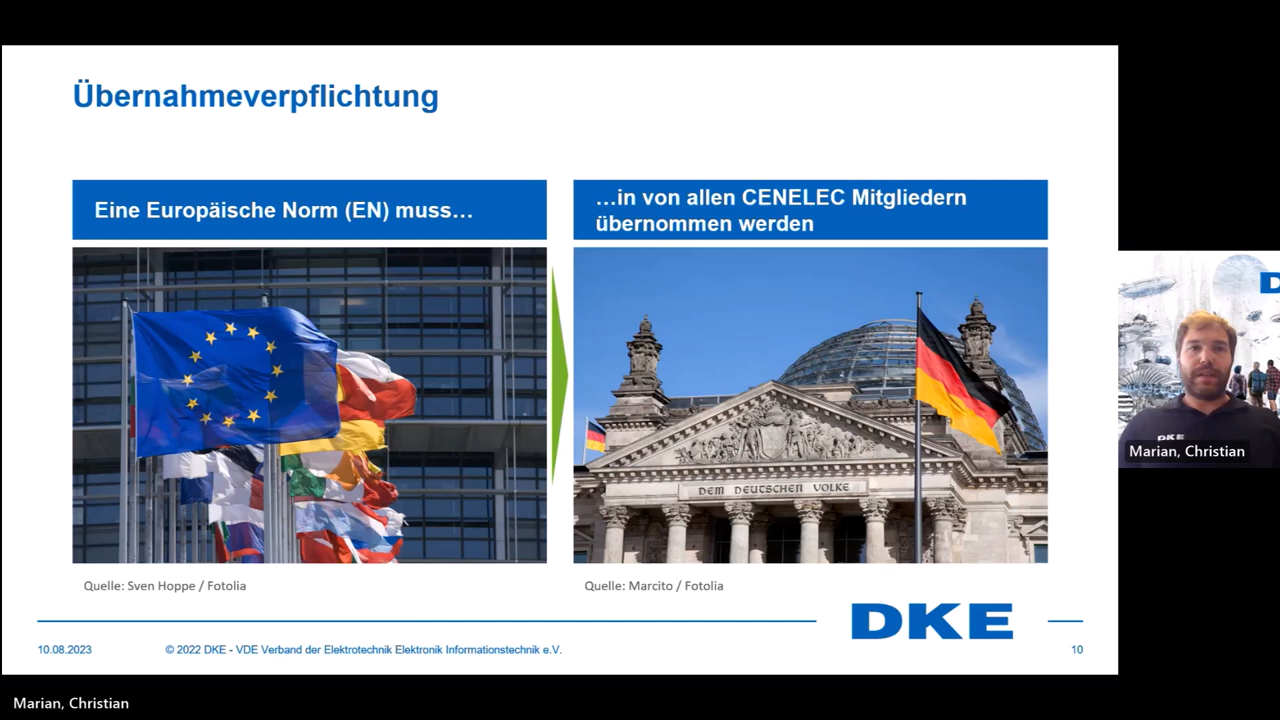 Übernahmeverpflichtung
Eine Europäische Norm (EN) muss…
…in von allen CENELEC Mitgliedern
übernommen werden
DEM DEUTSCHEN VOLKE
Quelle: Sven Hoppe / Fotolia
Quelle: Marcito / Fotolia
DKE
10.08.2023
© 2022 DKE - VDE Verband der Elektrotechnik Elektronik Informationstechnik e.V.
10
D
DKE
Marian, Christian
Marian, Christian